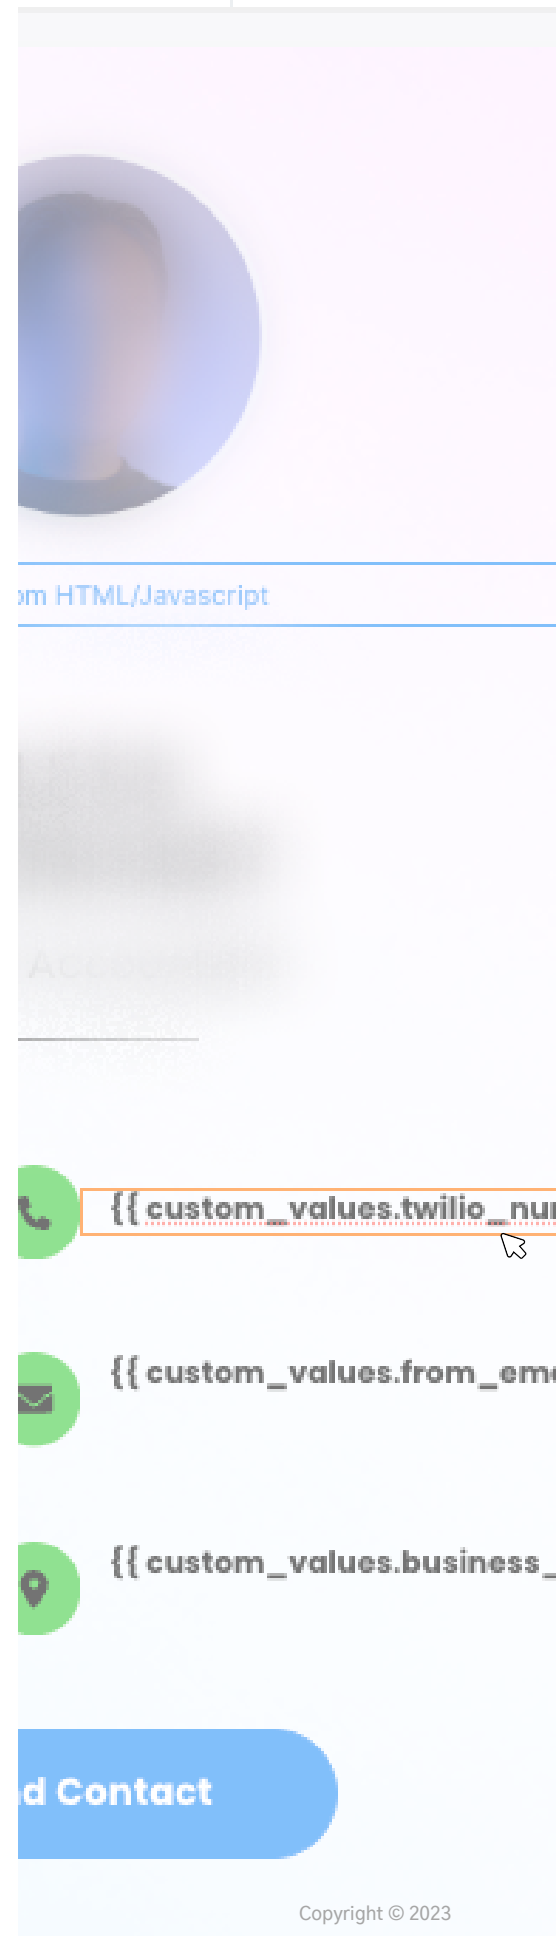 om HTML/Javascript
{{ custom_values.twilio_nu
{{ custom_values.from_em
{{ custom_values.business_
d Contact
Copyright © 2023